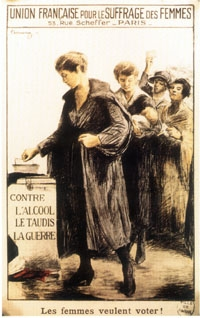 UNION FRANÇAISE POUR LE SUFFRAGE DES FEMMES
53. Rue Scheffer _ PARIS _
CONTRE
L'ALCOOL
LE TAUDIS
LA GUERRE
Les femmes veulent voter !